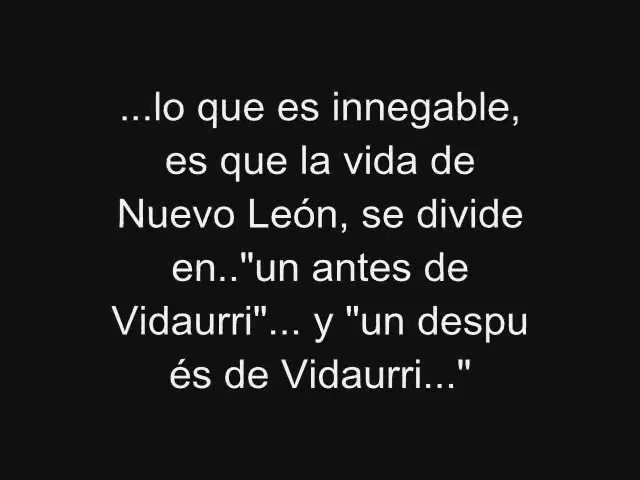 ...lo que es innegable,
es que la vida de
Nuevo León, se divide
en.."un antes de
Vidaurri"... y "un despu
és de Vidaurri..."